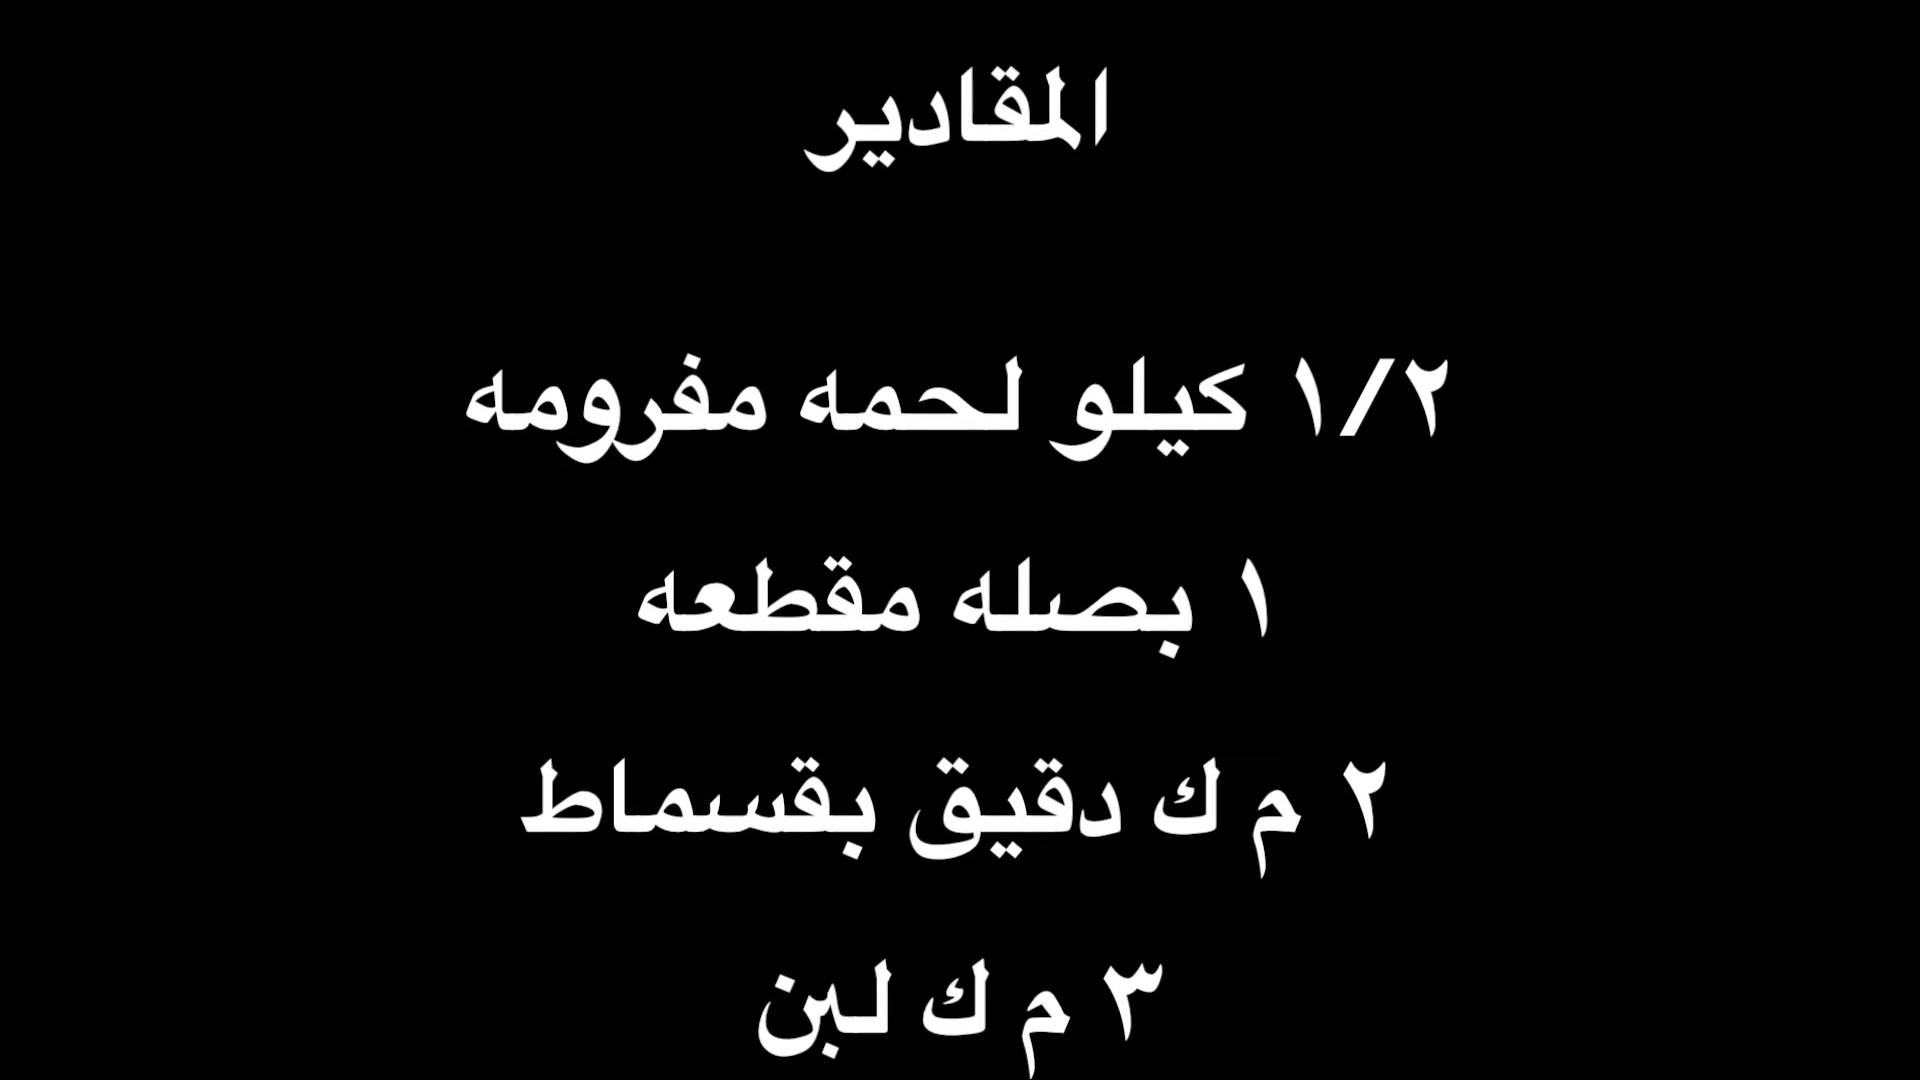 المقادير
١/٢ كيلو لحمه مفرومه
١ بصله مقطعه
٢ م ك دقيق بقسماط
٣ م ك لبن